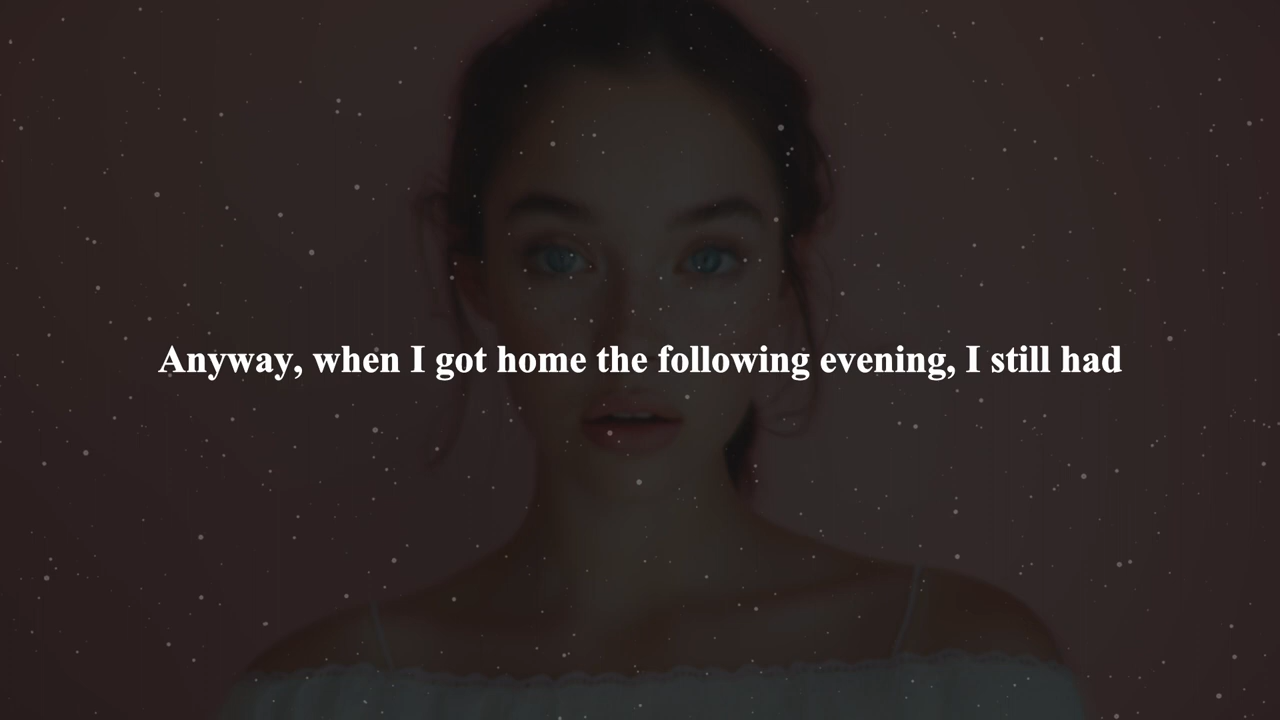 Anyway, when I got home the following evening, I still had